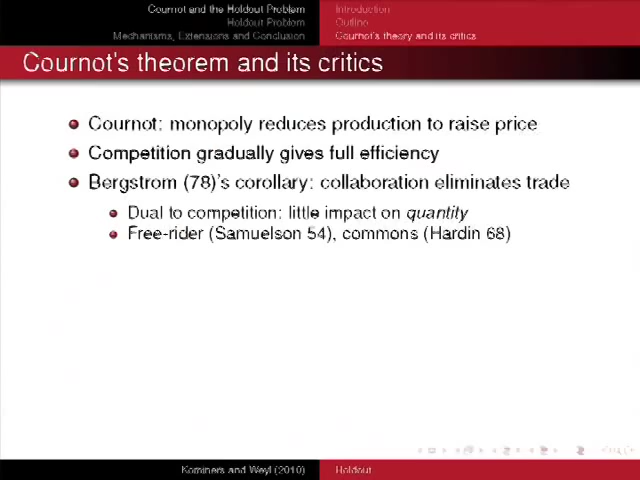 Cournot and the Holdout Problem
Holdout Problem
Mechanisms, Extensions and Conclusion
Introduction
Outline
Cournot's theory and its critics
Cournot's theorem and its critics
Cournot: monopoly reduces production to raise price
Competition gradually gives full efficiency
Bergstrom (78)'s corollary: collaboration eliminates trade
Dual to competition: little impact on quantity
Free-rider (Samuelson 54), commons (Hardin 68)
Kominers and Weyl (2010)
Holdout